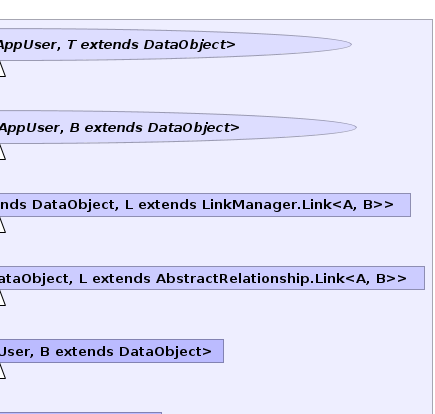 AppUser, T extends DataObject>
AppUser, B extends DataObject>
nds DataObject, L extends LinkManager.Link<A, B>>
ataObject, L extends AbstractRelationship.Link<A, B>>
User, B extends DataObject>